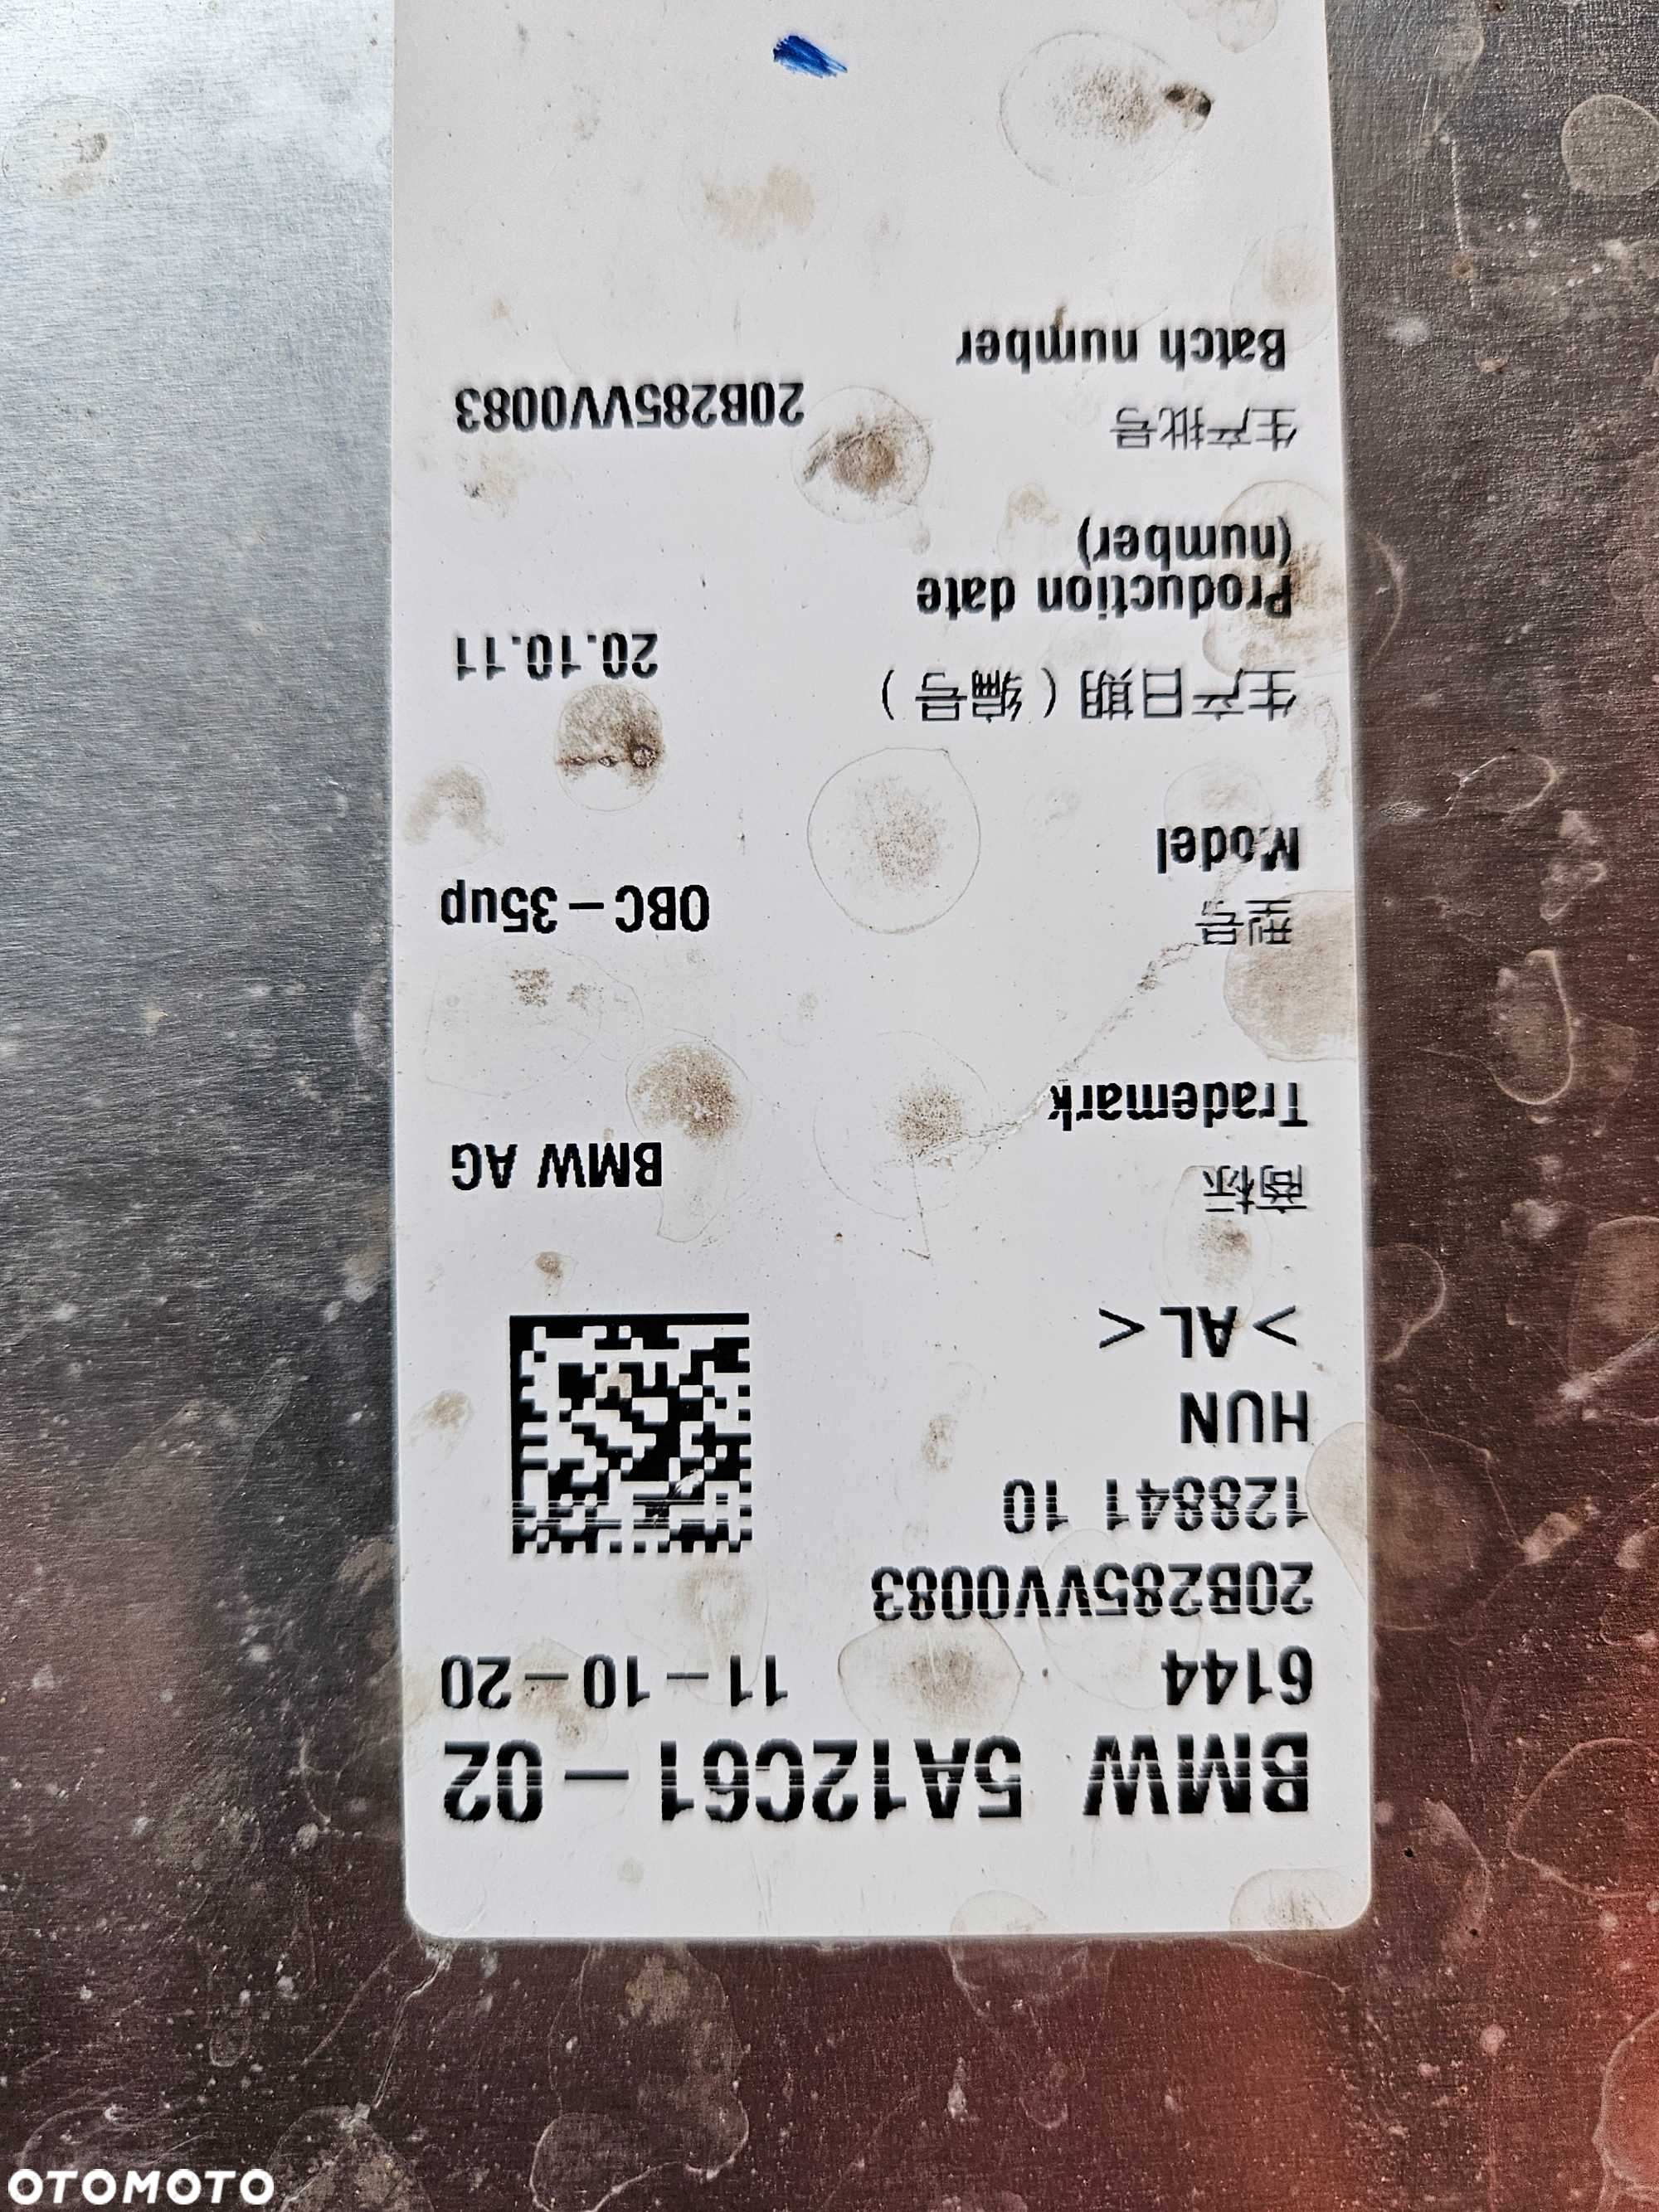 BMW 5A12C61-02
6144 11-10-20
20B285VV0083
128841 10
HUN
>AL<
商标
Trademark BMW AG
型号
Model OBC-35up
生产日期(编号)
Production date 20.10.11
(number)
生产批号
Batch number 20B285VV0083
OTOMOTO